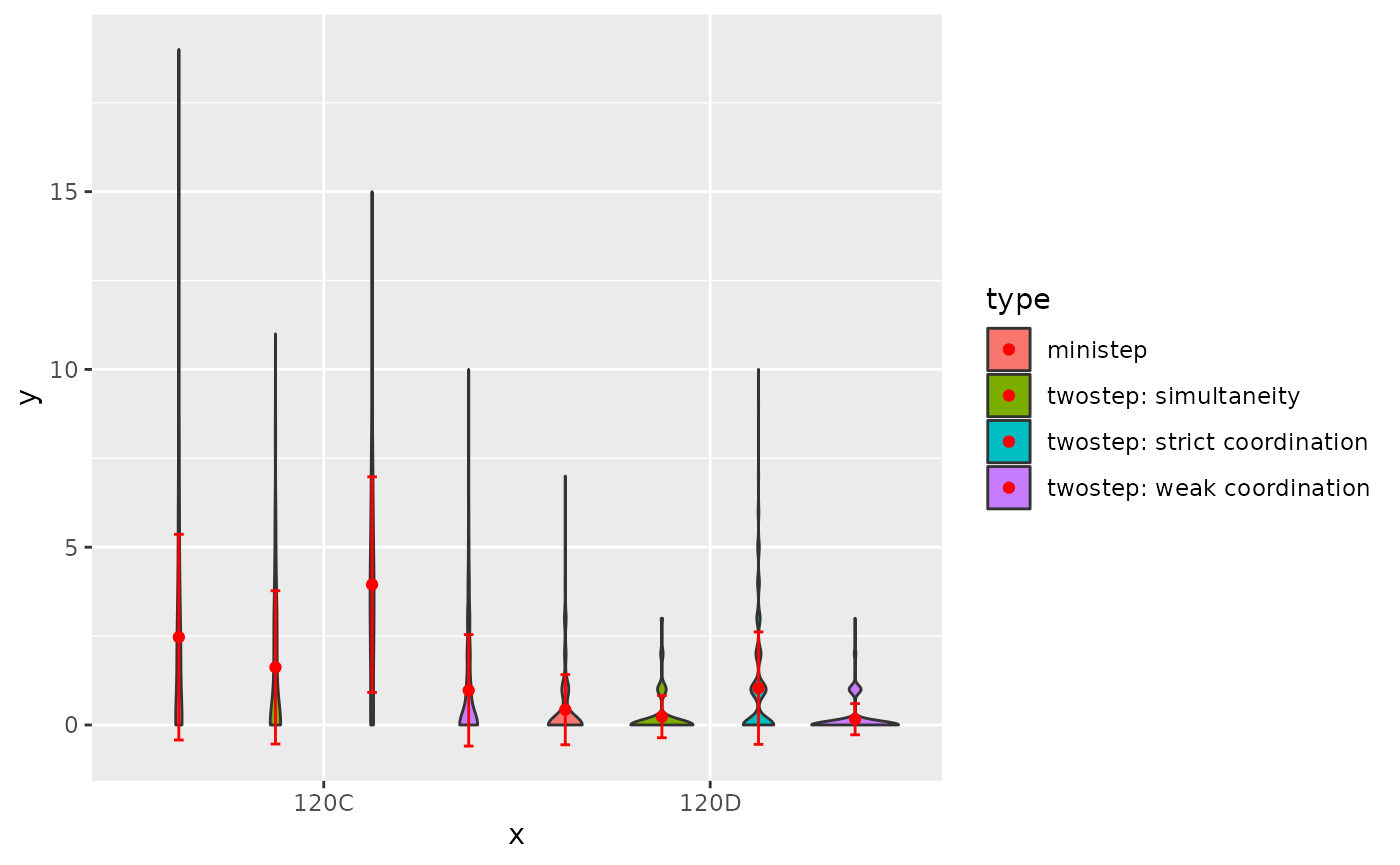 15
10
5
0
y
120C
120D
x
type
ministep
twostep: simultaneity
twostep: strict coordination
twostep: weak coordination